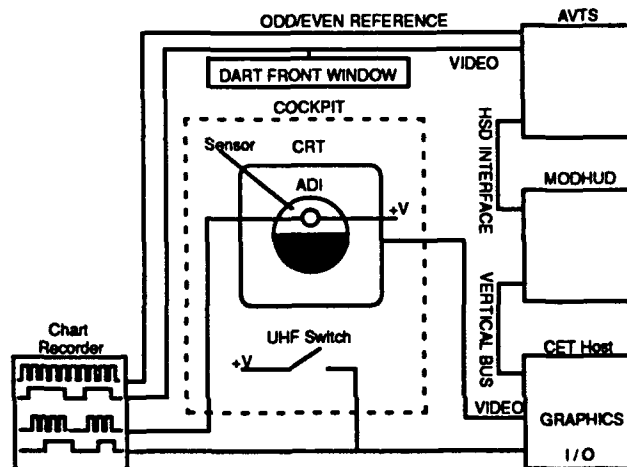 ODD/EVEN REFERENCE
AVTS
VIDEO
DART FRONT WINDOW
COCKPIT
Sensor
CRT
HSD INTERFACE
ADI
MODHUD
+V
VERTICAL BUS
UHF Switch
Chart
Recorder
+V
CET Host
VIDEO
GRAPHICS
I/O